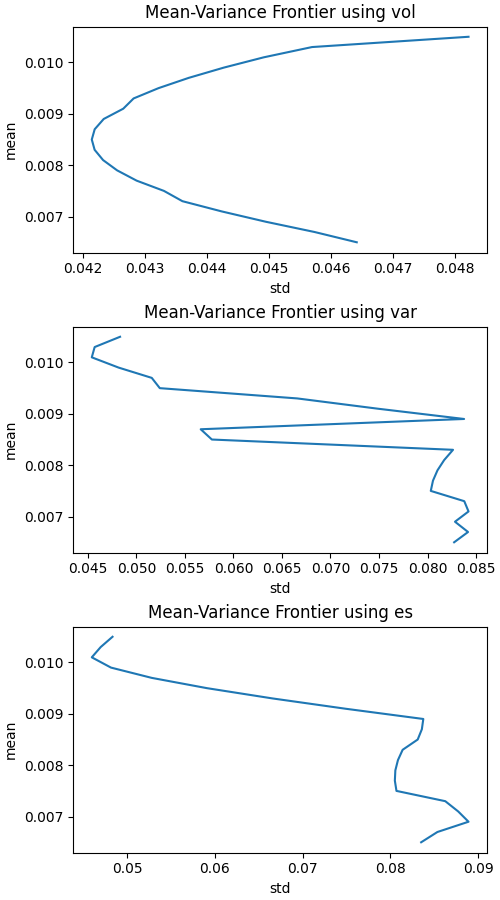 Mean-Variance Frontier using vol
0.010
0.009
0.008
0.007
mean
0.042 0.043 0.044 0.045 0.046 0.047 0.048
std
Mean-Variance Frontier using var
0.010
0.009
0.008
0.007
mean
0.045 0.050 0.055 0.060 0.065 0.070 0.075 0.080 0.085
std
Mean-Variance Frontier using es
0.010
0.009
0.008
0.007
mean
0.05 0.06 0.07 0.08 0.09
std